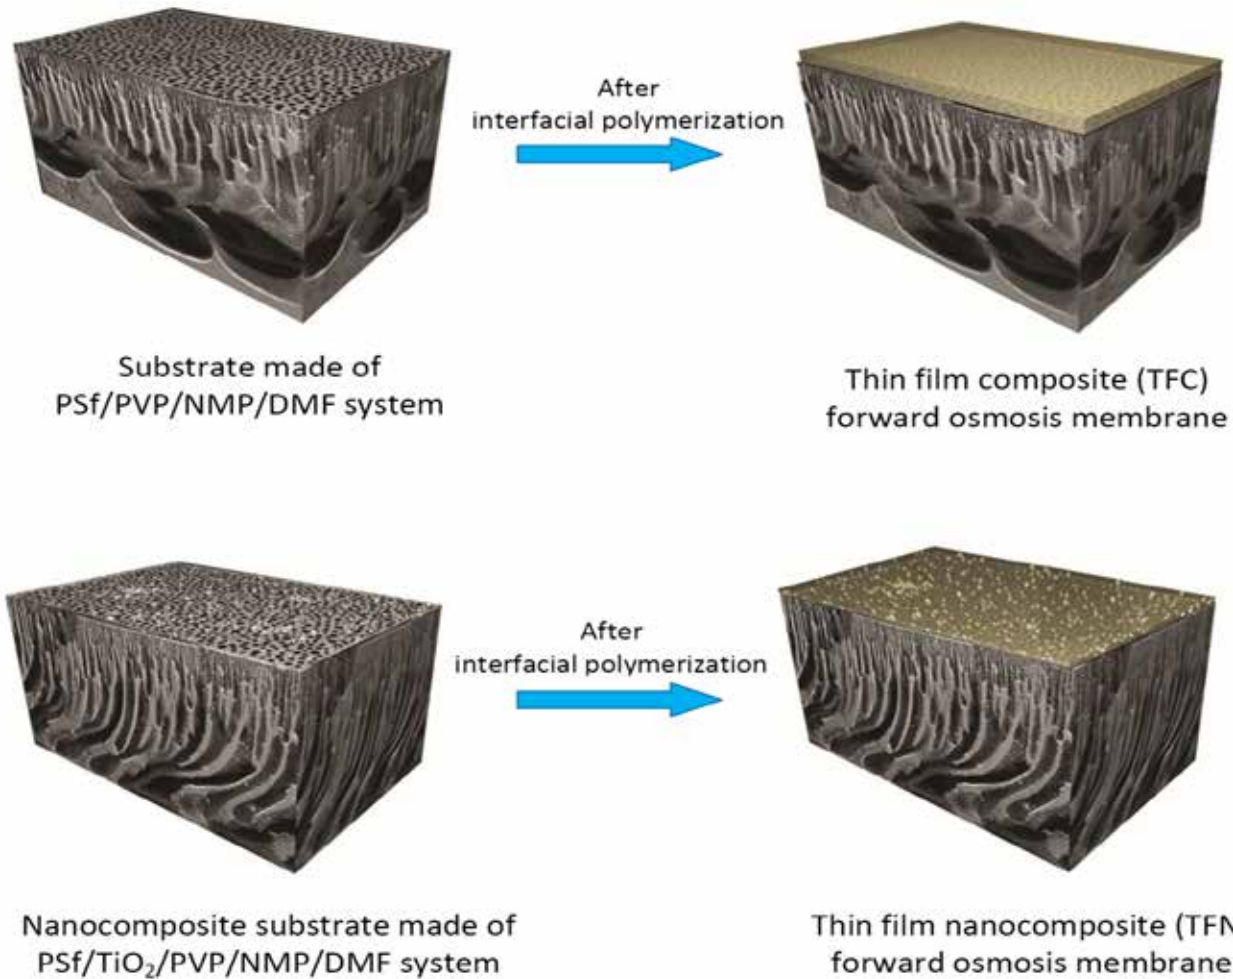 After
interfacial polymerization
Substrate made of
PSf/PVP/NMP/DMF system
Thin film composite (TFC)
forward osmosis membrane
After
interfacial polymerization
Nanocomposite substrate made of
PSf/TiO₂/PVP/NMP/DMF system
Thin film nanocomposite (TFN
forward osmosis membrane